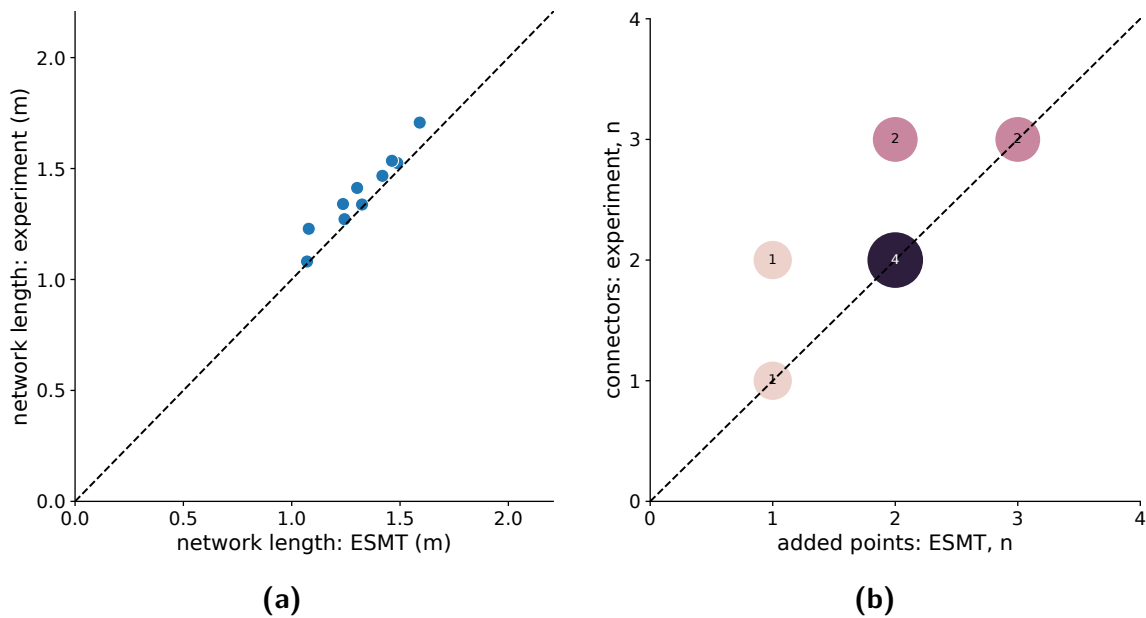 network length: experiment (m)
2.0
1.5
1.0
0.5
0.0
0.0 0.5 1.0 1.5 2.0
network length: ESMT (m)
(a)
connectors: experiment, n
4
3
2
1
0
2 2
1 4
1
0 1 2 3 4
added points: ESMT, n
(b)